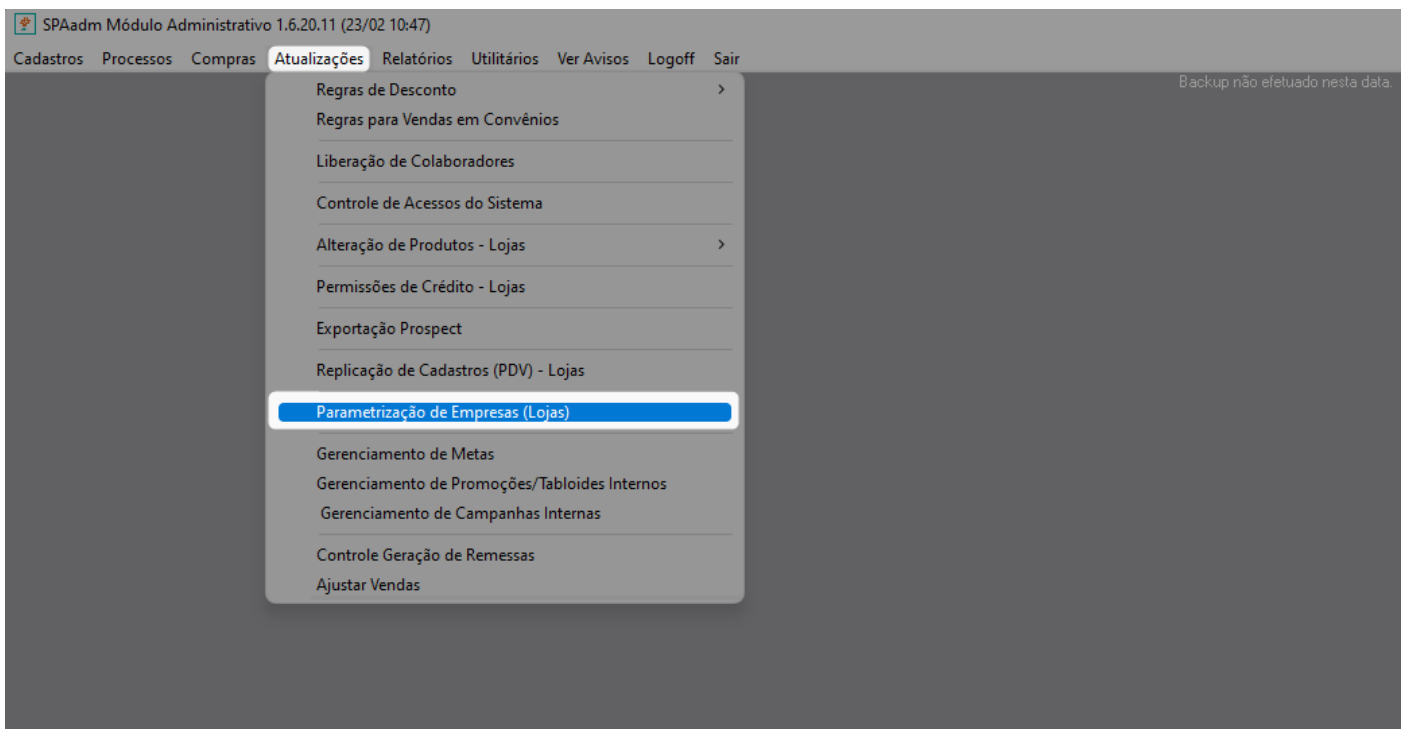 SPAadm Módulo Administrativo 1.6.20.11 (23/02 10:47)
Cadastros Processos Compras Atualizações Relatórios Utilitários Ver Avisos Logoff Sair
Backup não efetuado nesta data.
Regras de Desconto
Regras para Vendas em Convênios
Liberação de Colaboradores
Controle de Acessos do Sistema
Alteração de Produtos - Lojas
Permissões de Crédito - Lojas
Exportação Prospect
Replicação de Cadastros (PDV) - Lojas
Parametrização de Empresas (Lojas)
Gerenciamento de Metas
Gerenciamento de Promoções/Tabloides Internos
Gerenciamento de Campanhas Internas
Controle Geração de Remessas
Ajustar Vendas